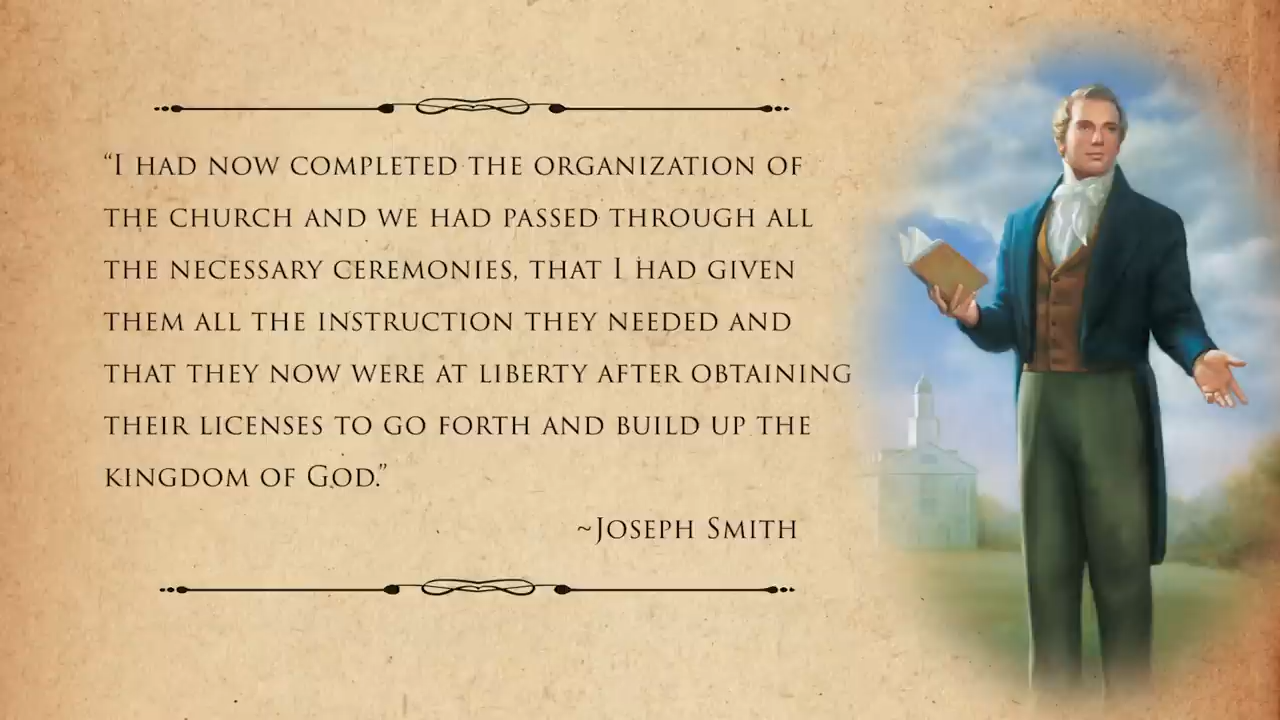 “I had now completed the organization of
the church and we had passed through all
the necessary ceremonies, that I had given
them all the instruction they needed and
that they now were at liberty after obtaining
their licenses to go forth and build up the
kingdom of God.”
~Joseph Smith